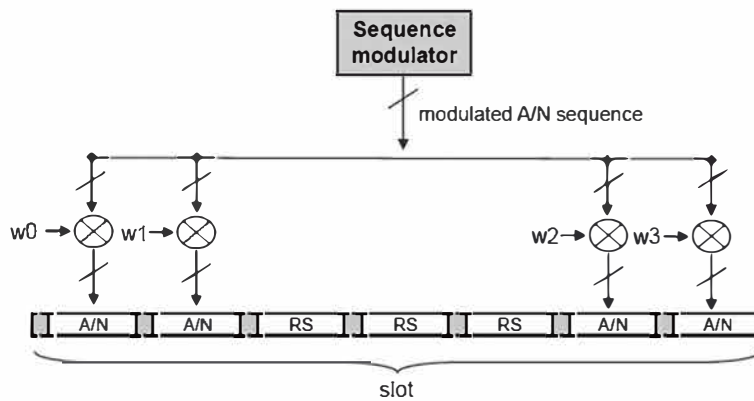 Sequence
modulator
modulated A/N sequence
w0
w1
w2
w3
A/N
A/N
RS
RS
RS
A/N
A/N
slot